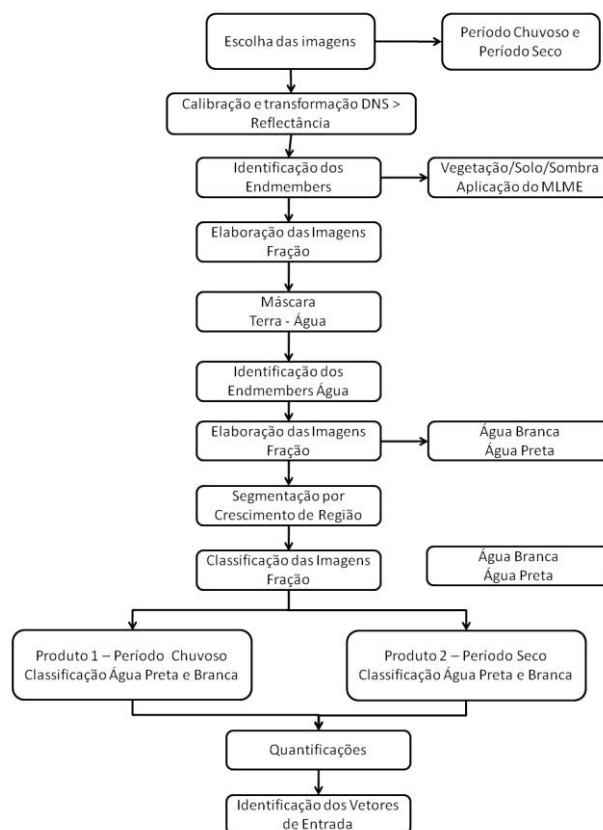 Escolha das imagens
Período Chuvoso e
Período Seco
Calibração e transformação DNS >
Reflectância
Identificação dos
Endmembers
Vegetação/Solo/Sombra
Aplicação do MLME
Elaboração das Imagens
Fração
Máscara
Terra - Água
Identificação dos
Endmembers Água
Elaboração das Imagens
Fração
Água Branca
Água Preta
Segmentação por
Crescimento de Região
Classificação das Imagens
Fração
Água Branca
Água Preta
Produto 1 – Período Chuvoso
Classificação Água Preta e Branca
Produto 2 – Período Seco
Classificação Água Preta e Branca
Quantificações
Identificação dos Vetores
de Entrada